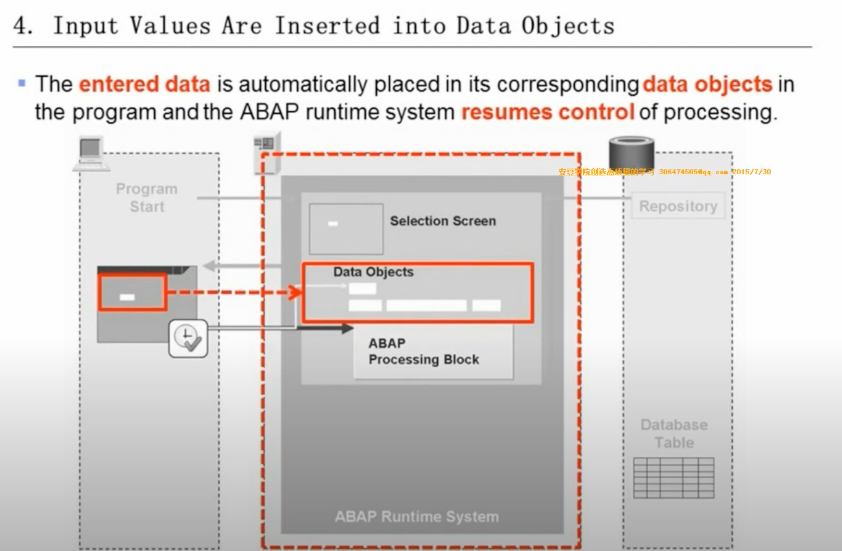 4. Input Values Are Inserted into Data Objects
The entered data is automatically placed in its corresponding data objects in
the program and the ABAP runtime system resumes control of processing.
306474505@qq.com 2015/7/30
Program
Start
Selection Screen
Repository
Data Objects
ABAP
Processing Block
Database
Table
ABAP Runtime System